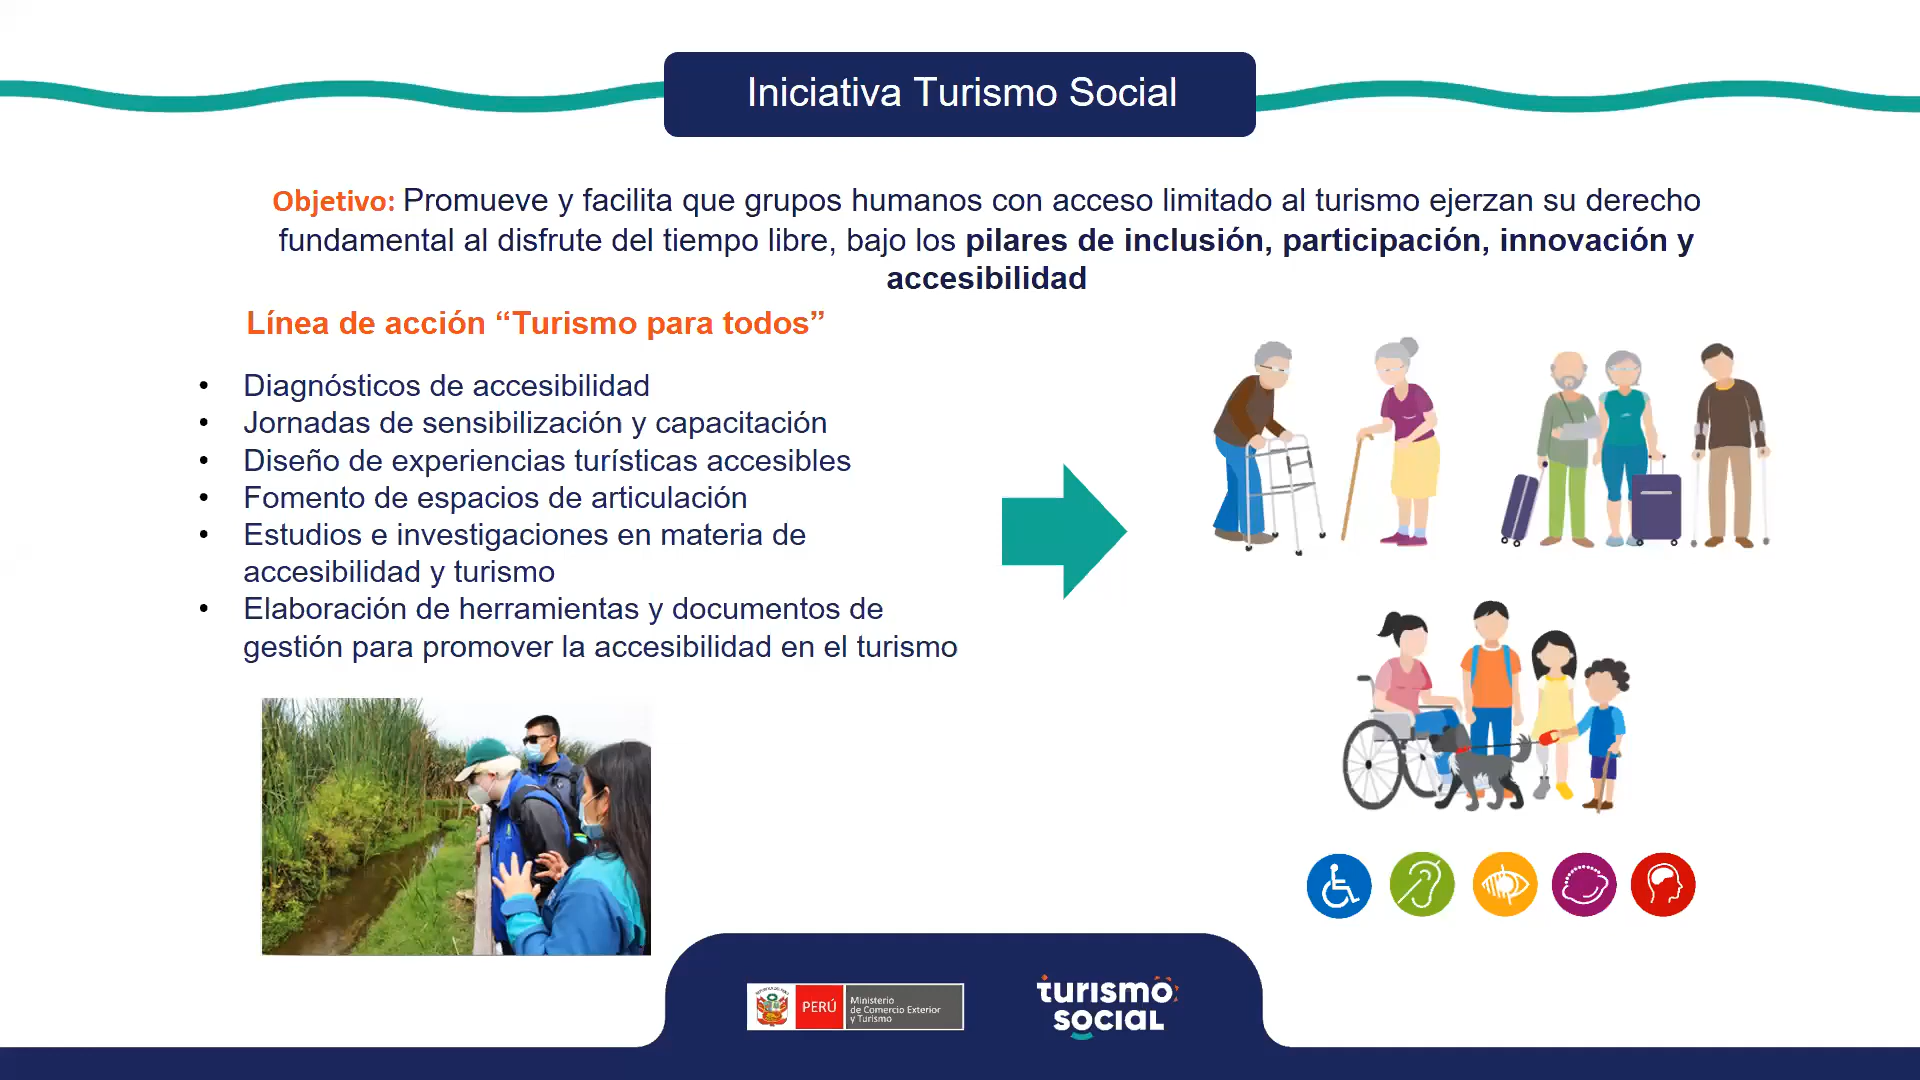 Iniciativa Turismo Social
Objetivo: Promueve y facilita que grupos humanos con acceso limitado al turismo ejerzan su derecho
fundamental al disfrute del tiempo libre, bajo los pilares de inclusión, participación, innovación y
accesibilidad
Línea de acción “Turismo para todos”
• Diagnósticos de accesibilidad
• Jornadas de sensibilización y capacitación
• Diseño de experiencias turísticas accesibles
• Fomento de espacios de articulación
• Estudios e investigaciones en materia de
accesibilidad y turismo
• Elaboración de herramientas y documentos de
gestión para promover la accesibilidad en el turismo
PERÚ
Ministerio
de Comercio Exterior
y Turismo
turismo
social